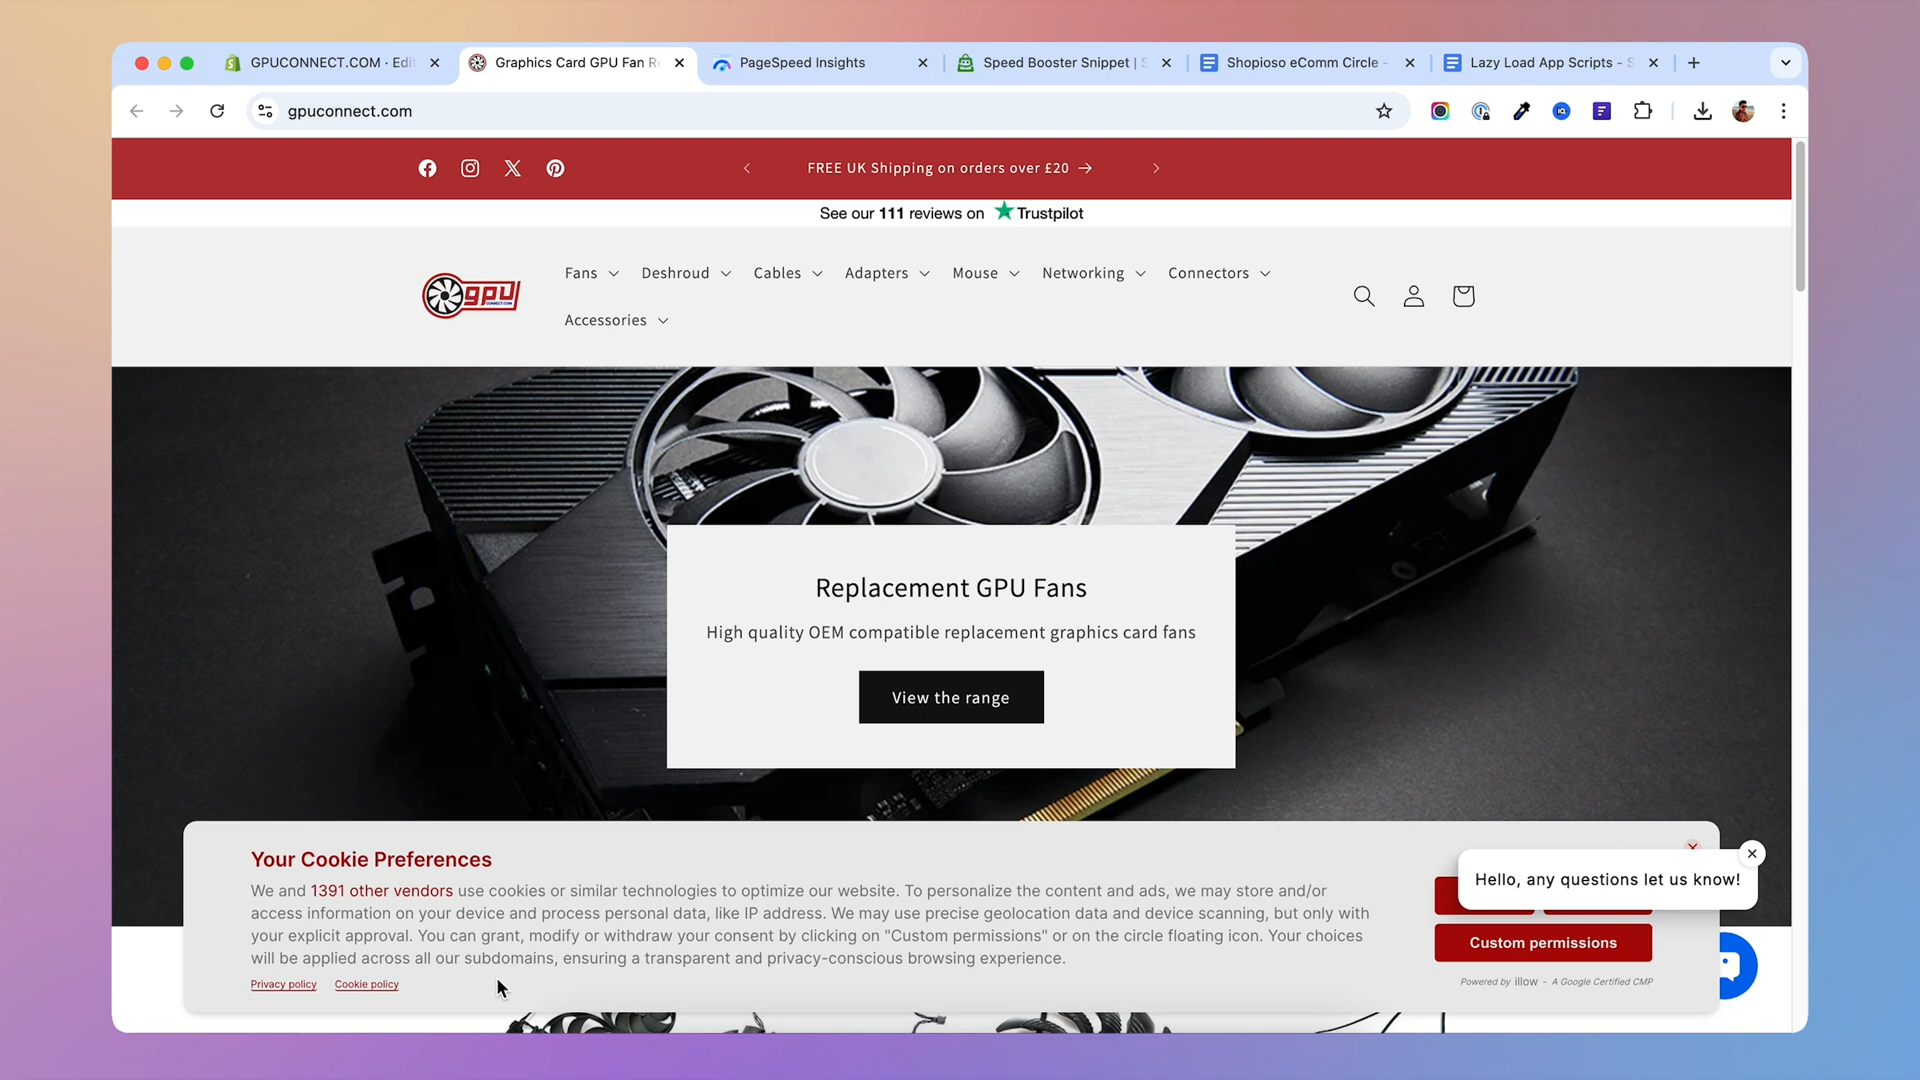 GPUCONNECT.COM · Edit
Graphics Card GPU Fan R
PageSpeed Insights
Speed Booster Snippet | S
Shopioso eComm Circle -
Lazy Load App Scripts - S
gpuconnect.com
FREE UK Shipping on orders over £20 →
See our 111 reviews on Trustpilot
gpu
CONNECT.COM
Fans
Deshroud
Cables
Adapters
Mouse
Networking
Connectors
Accessories
Replacement GPU Fans
High quality OEM compatible replacement graphics card fans
View the range
Your Cookie Preferences
We and 1391 other vendors use cookies or similar technologies to optimize our website. To personalize the content and ads, we may store and/or
access information on your device and process personal data, like IP address. We may use precise geolocation data and device scanning, but only with
your explicit approval. You can grant, modify or withdraw your consent by clicking on "Custom permissions" or on the circle floating icon. Your choices
will be applied across all our subdomains, ensuring a transparent and privacy-conscious browsing experience.
Privacy policy
Cookie policy
Hello, any questions let us know!
Custom permissions
Powered by illow - A Google Certified CMP